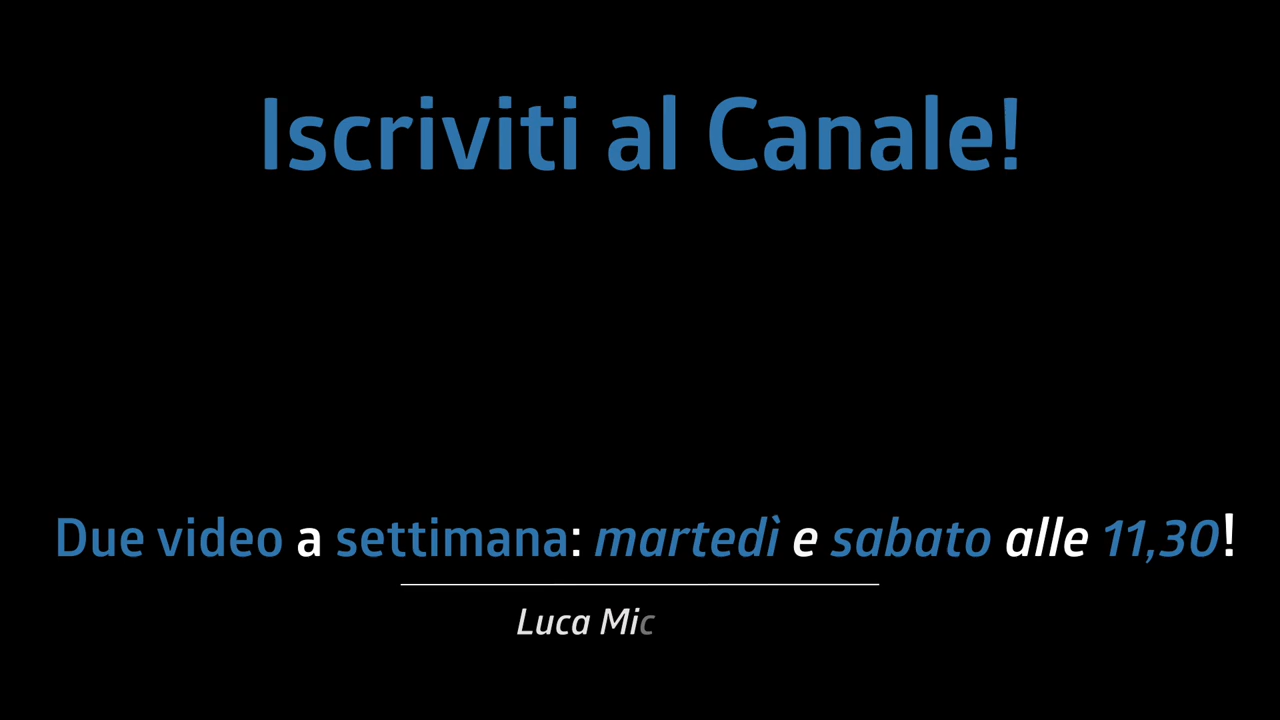 Iscriviti al Canale!
Due video a settimana: martedì e sabato alle 11,30!
Luca Mic